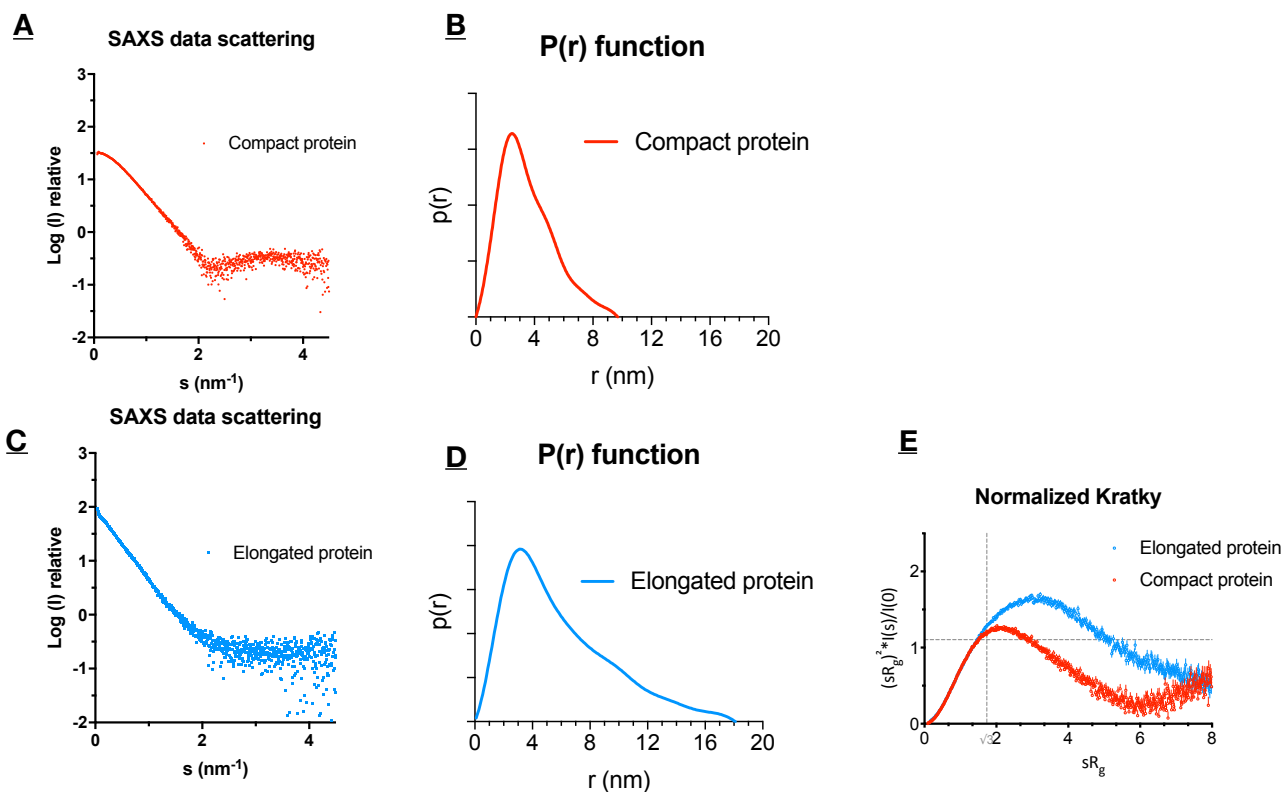 A
SAXS data scattering
3
2
1
0
-1
-2
0
2
4
Log (I) relative
s (nm⁻¹)
Compact protein
B
P(r) function
p(r)
Compact protein
0
4
8
12
16
20
r (nm)
C
SAXS data scattering
3
2
1
0
-1
-2
0
2
4
Log (I) relative
s (nm⁻¹)
Elongated protein
D
P(r) function
p(r)
Elongated protein
0
4
8
12
16
20
r (nm)
E
Normalized Kratky
Elongated protein
Compact protein
2
1
0
(sRg)²*I(s)/I(0)
0
√3
2
4
6
8
sRg